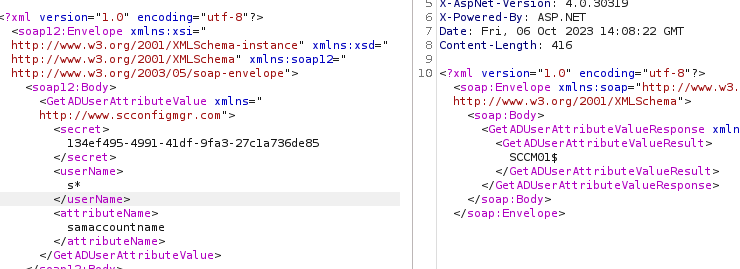 <?xml version="1.0" encoding="utf-8"?>
<soap12:Envelope xmlns:xsi="
http://www.w3.org/2001/XMLSchema-instance" xmlns:xsd="
http://www.w3.org/2001/XMLSchema" xmlns:soap12="
http://www.w3.org/2003/05/soap-envelope">
<soap12:Body>
<GetADUserAttributeValue xmlns="
http://www.scconfigmgr.com">
<secret>
134ef495-4991-41df-9fa3-27c1a736de85
</secret>
<userName>
s*
</userName>
<attributeName>
samaccountname
</attributeName>
</GetADUserAttributeValue>
</soap12:Body>
5 X-AspNet-Version: 4.0.30319
6 X-Powered-By: ASP.NET
7 Date: Fri, 06 Oct 2023 14:08:22 GMT
8 Content-Length: 416
9
10 <?xml version="1.0" encoding="utf-8"?>
<soap:Envelope xmlns:soap="http://www.w3.
http://www.w3.org/2001/XMLSchema">
<soap:Body>
<GetADUserAttributeValueResponse xmln
<GetADUserAttributeValueResult>
SCCM01$
</GetADUserAttributeValueResult>
</GetADUserAttributeValueResponse>
</soap:Body>
</soap:Envelope>